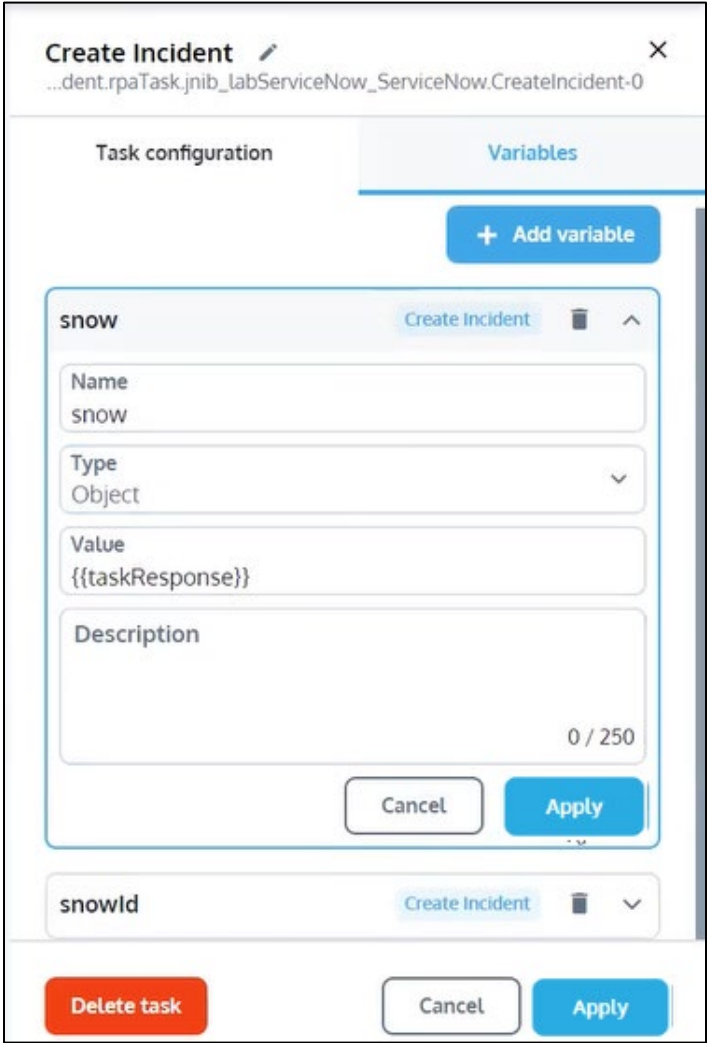 Create Incident
...dent.rpaTask.jnib_labServiceNow_ServiceNow.CreateIncident-0
Task configuration Variables
+ Add variable
snow Create Incident
Name
snow
Type
Object
Value
{{taskResponse}}
Description
0 / 250
Cancel Apply
snowId Create Incident
Delete task Cancel Apply